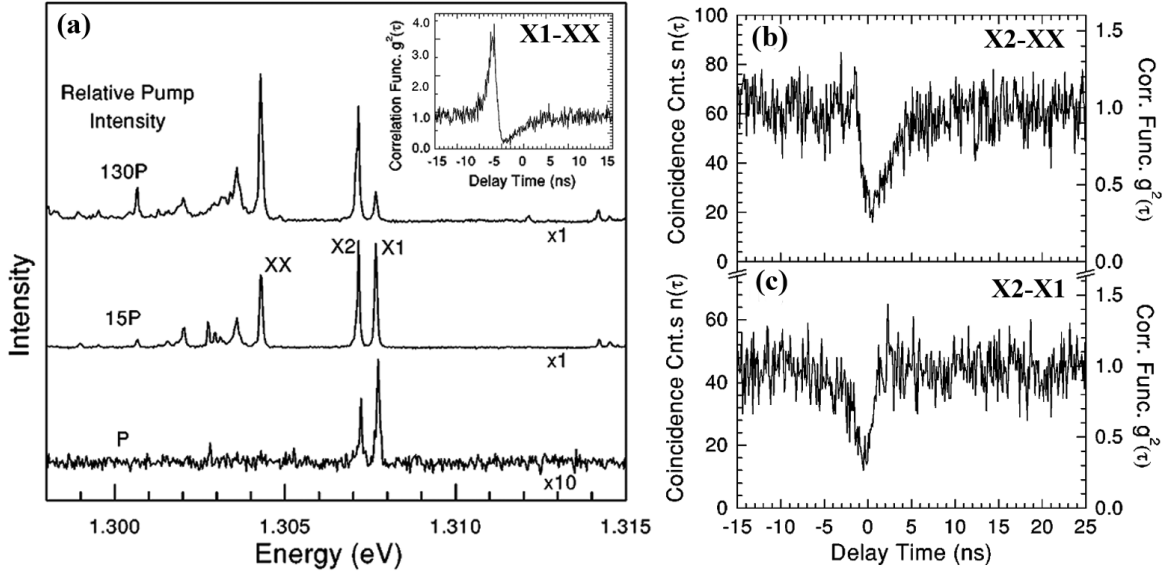 (a)
Relative Pump
Intensity
130P
x1
XX
X2
X1
15P
x1
P
x10
Intensity
1.300
1.305
1.310
1.315
Energy (eV)
X1-XX
Correlation Func. g²(τ)
4.0
3.0
2.0
1.0
0.0
-15 -10 -5 0 5 10 15
Delay Time (ns)
(b)
X2-XX
Coincidence Cnt.s n(τ)
100
80
60
40
20
0
Corr. Func. g²(τ)
1.5
1.0
0.5
0.0
(c)
X2-X1
Coincidence Cnt.s n(τ)
60
40
20
0
Corr. Func. g²(τ)
1.5
1.0
0.5
0.0
-15 -10 -5 0 5 10 15 20 25
Delay Time (ns)